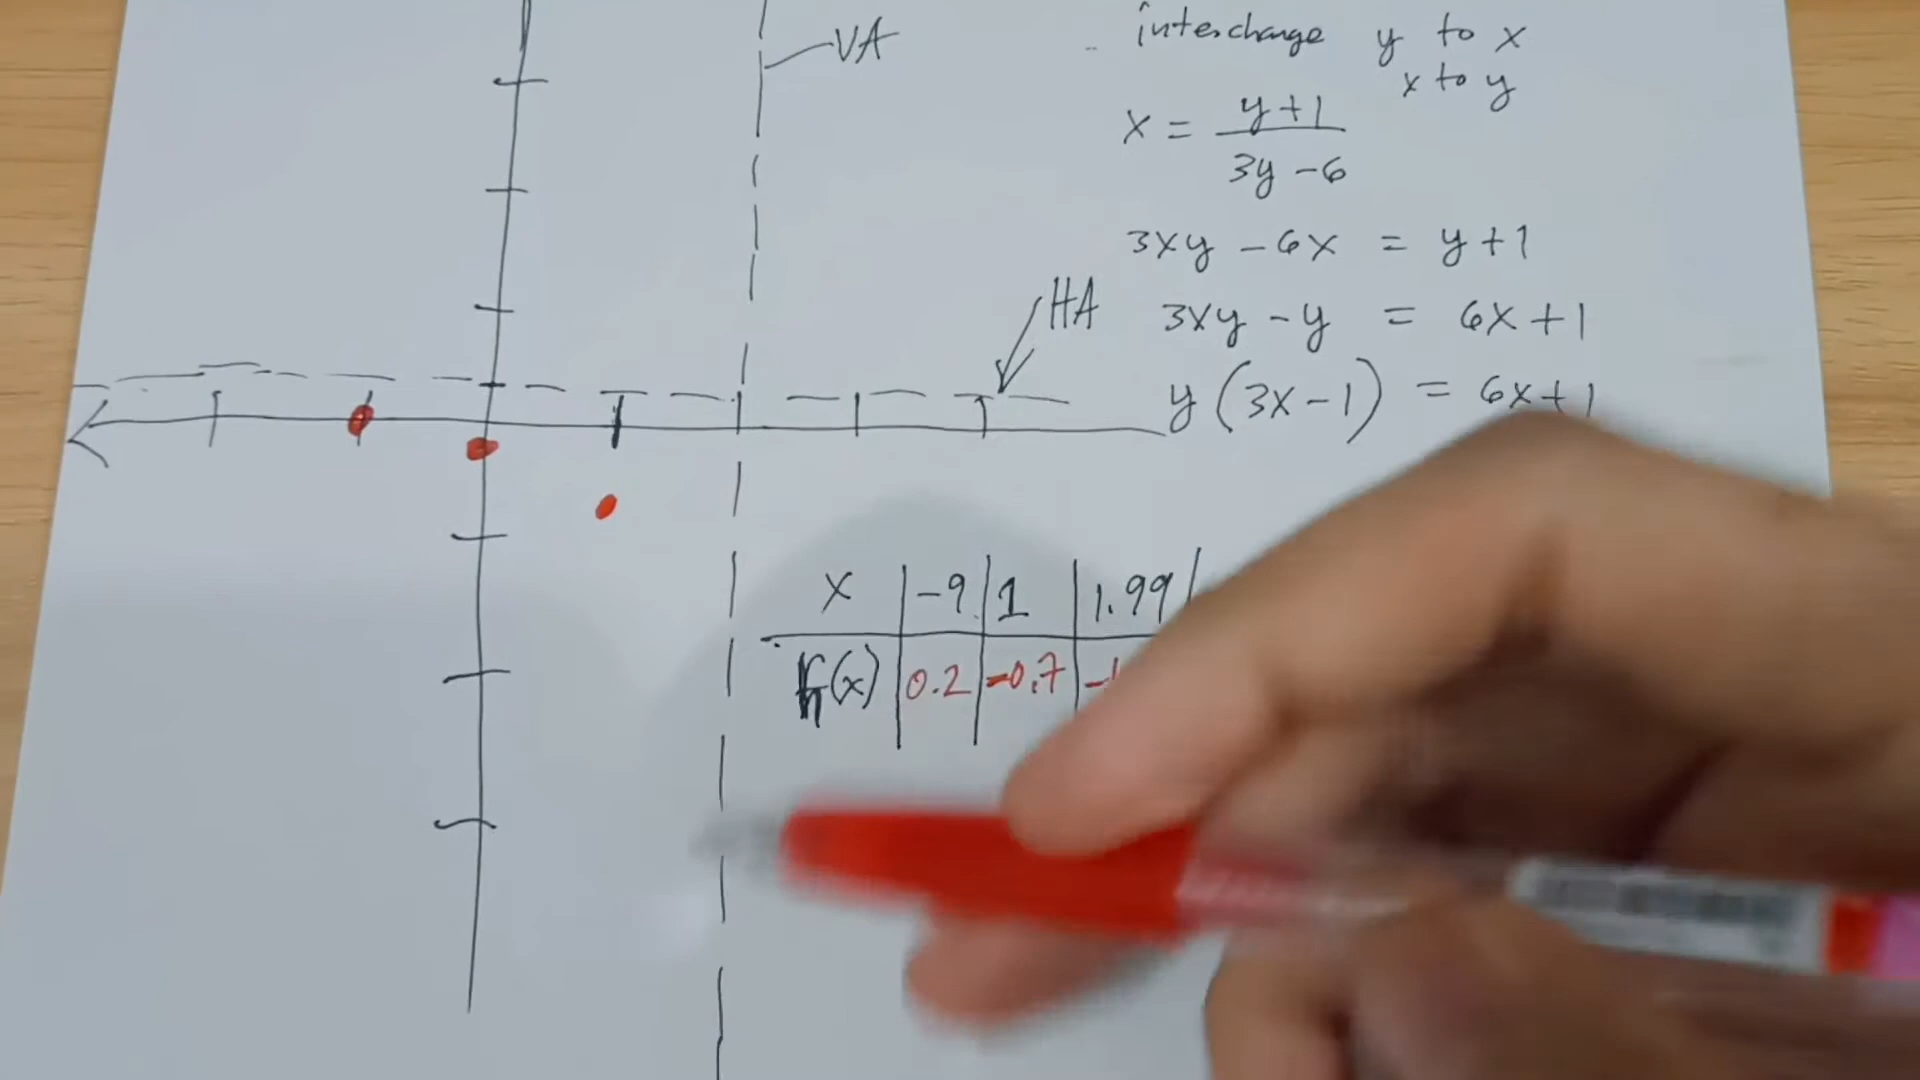 VA
interchange y to x
x to y
x = y+1
3y-6
3xy - 6x = y+1
HA
3xy - y = 6x+1
y(3x-1) = 6x+1
x | -9 | 1 | 1.99 |
(x) | 0.2 | -0.7 |